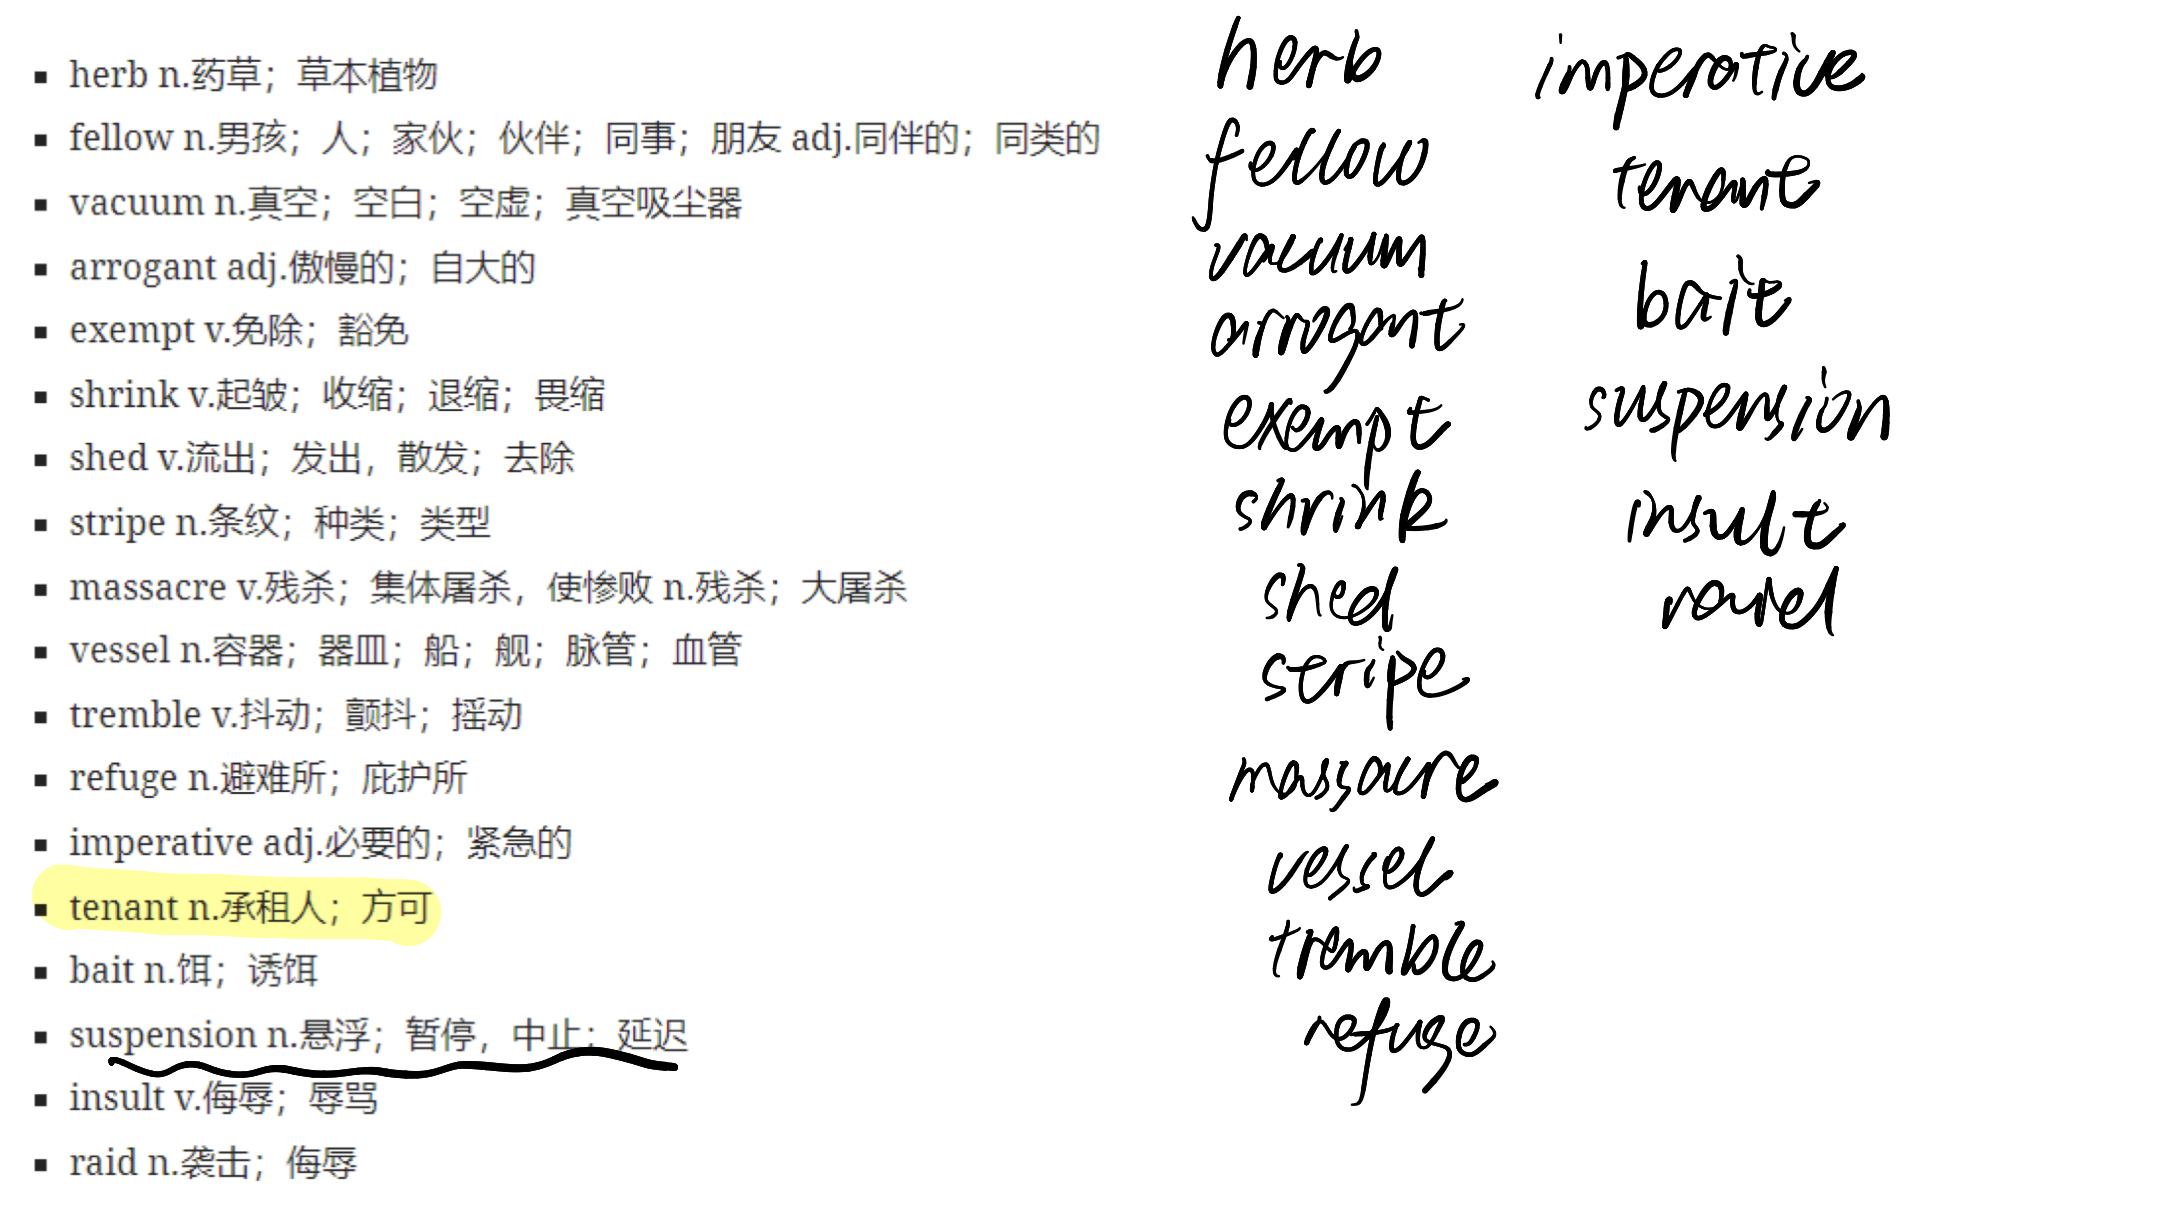 ▪ herb n.药草；草本植物
▪ fellow n.男孩；人；家伙；伙伴；同事；朋友 adj.同伴的；同类的
▪ vacuum n.真空；空白；空虚；真空吸尘器
▪ arrogant adj.傲慢的；自大的
▪ exempt v.免除；豁免
▪ shrink v.起皱；收缩；退缩；畏缩
▪ shed v.流出；发出，散发；去除
▪ stripe n.条纹；种类；类型
▪ massacre v.残杀；集体屠杀，使惨败 n.残杀；大屠杀
▪ vessel n.容器；器皿；船；舰；脉管；血管
▪ tremble v.抖动；颤抖；摇动
▪ refuge n.避难所；庇护所
▪ imperative adj.必要的；紧急的
▪ tenant n.承租人；方可
▪ bait n.饵；诱饵
▪ suspension n.悬浮；暂停，中止；延迟
▪ insult v.侮辱；辱骂
▪ raid n.袭击；侮辱
herb
fellow
vacuum
arrogant
exempt
shrink
shed
stripe
massacre
vessel
tremble
refuge
imperative
tenant
bait
suspension
insult